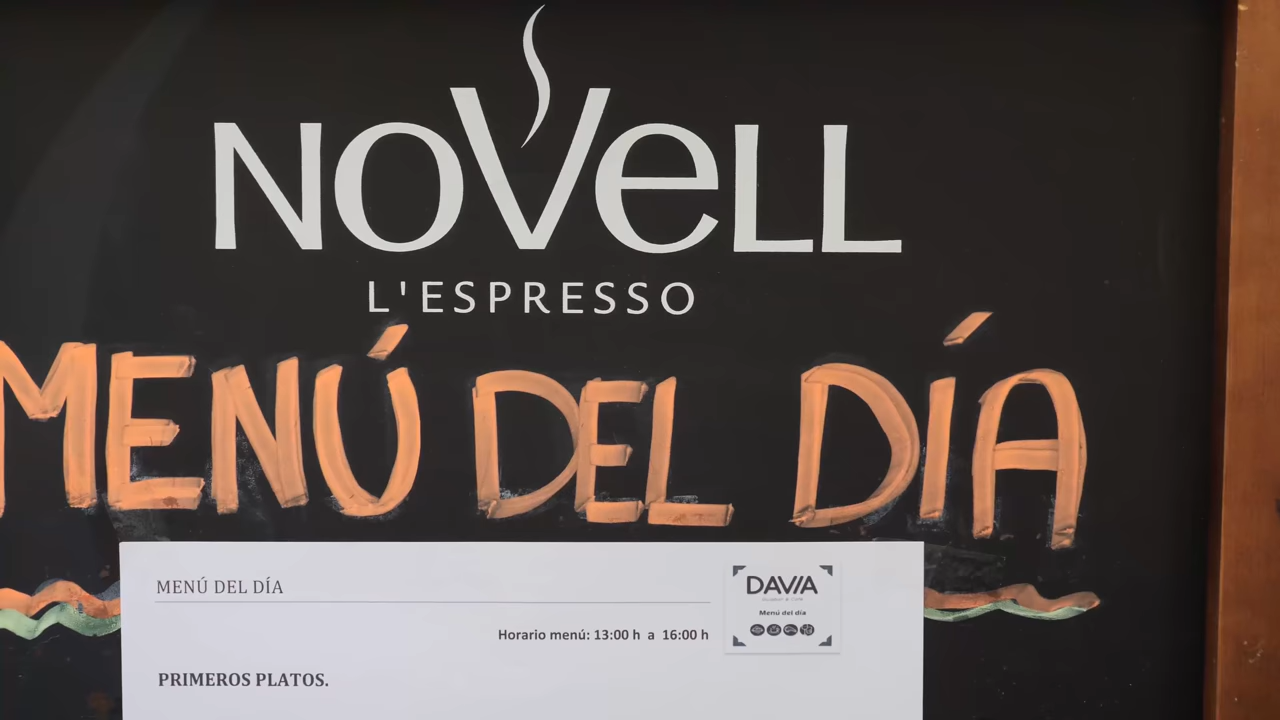 NOVELL
L'ESPRESSO
MENÚ DEL DÍA
MENÚ DEL DÍA
DAVIA
Menú del día
Horario menú: 13:00 h a 16:00 h
PRIMEROS PLATOS.